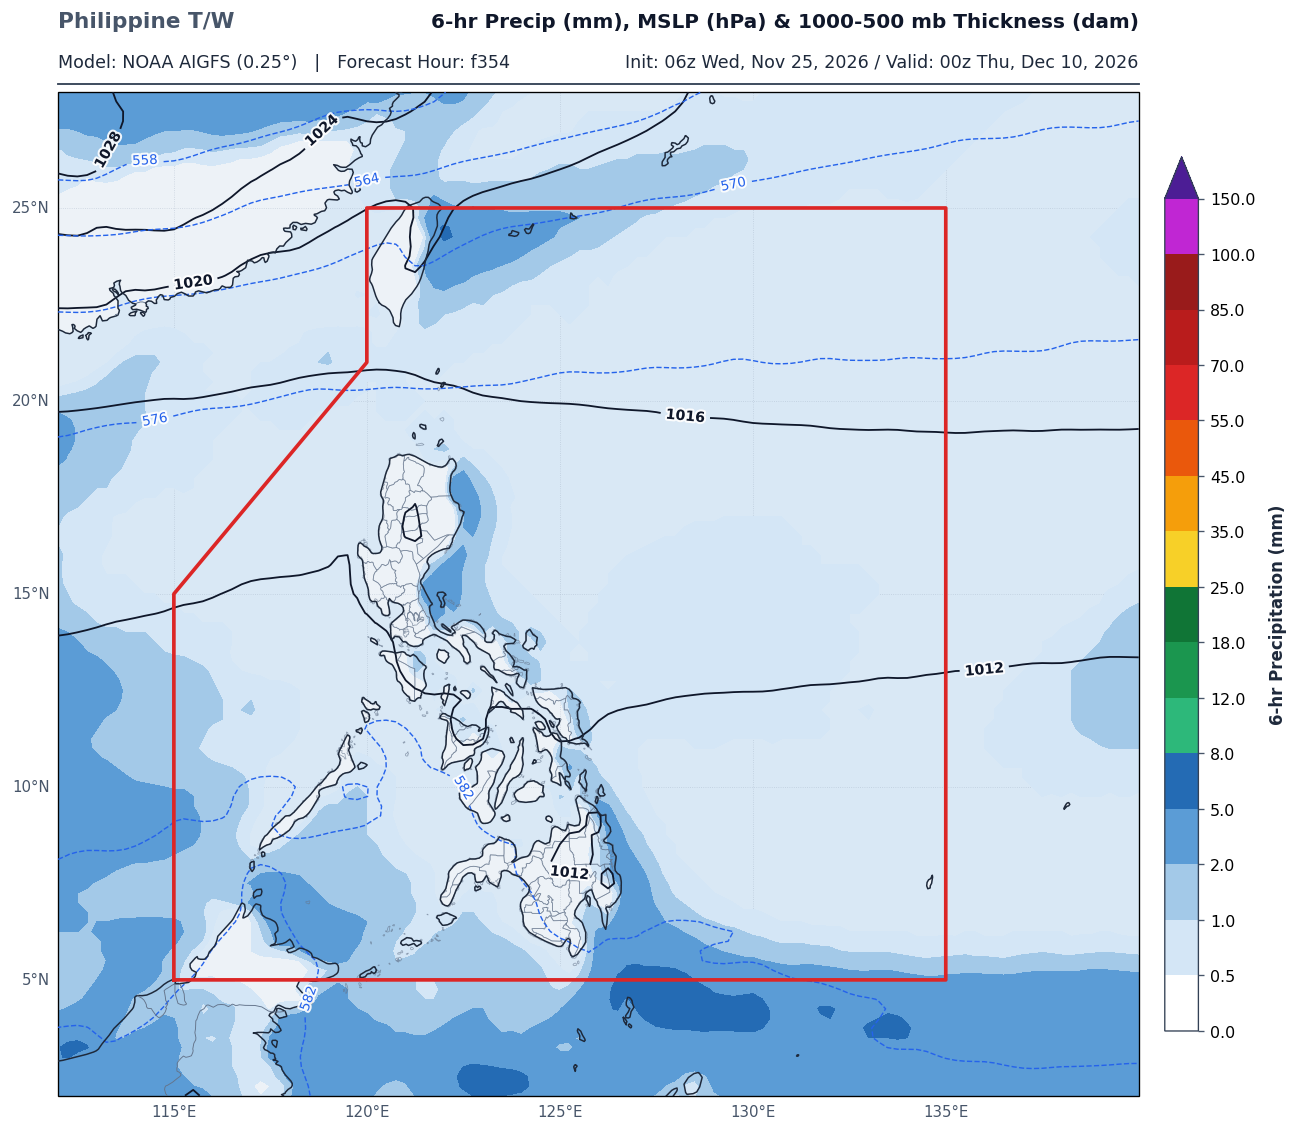 Philippine T/W
6-hr Precip (mm), MSLP (hPa) & 1000-500 mb Thickness (dam)
Model: NOAA AIGFS (0.25°) | Forecast Hour: f354
Init: 06z Wed, Nov 25, 2026 / Valid: 00z Thu, Dec 10, 2026
1028
1024
558
564
570
1020
1016
576
1012
582
1012
582
25°N
20°N
15°N
10°N
5°N
115°E
120°E
125°E
130°E
135°E
150.0
100.0
85.0
70.0
55.0
45.0
35.0
25.0
18.0
12.0
8.0
5.0
2.0
1.0
0.5
0.0
6-hr Precipitation (mm)